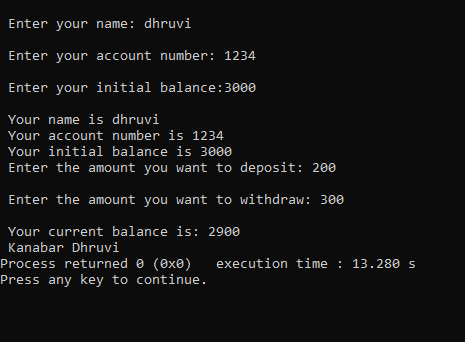 Enter your name: dhruvi
Enter your account number: 1234
Enter your initial balance:3000
Your name is dhruvi
Your account number is 1234
Your initial balance is 3000
Enter the amount you want to deposit: 200
Enter the amount you want to withdraw: 300
Your current balance is: 2900
Kanabar Dhruvi
Process returned 0 (0x0)   execution time : 13.280 s
Press any key to continue.